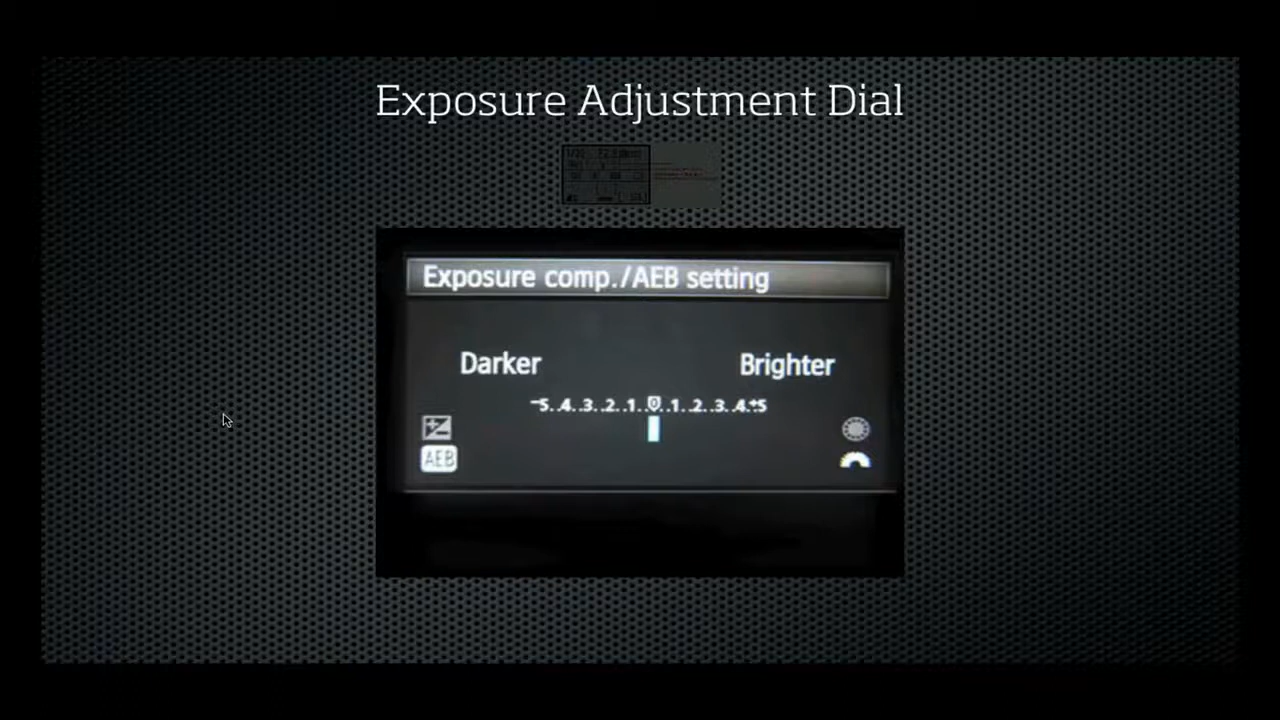 Exposure Adjustment Dial
Exposure comp./AEB setting
Darker Brighter
-5..4..3..2..1..0..1..2..3..4.+5
AEB